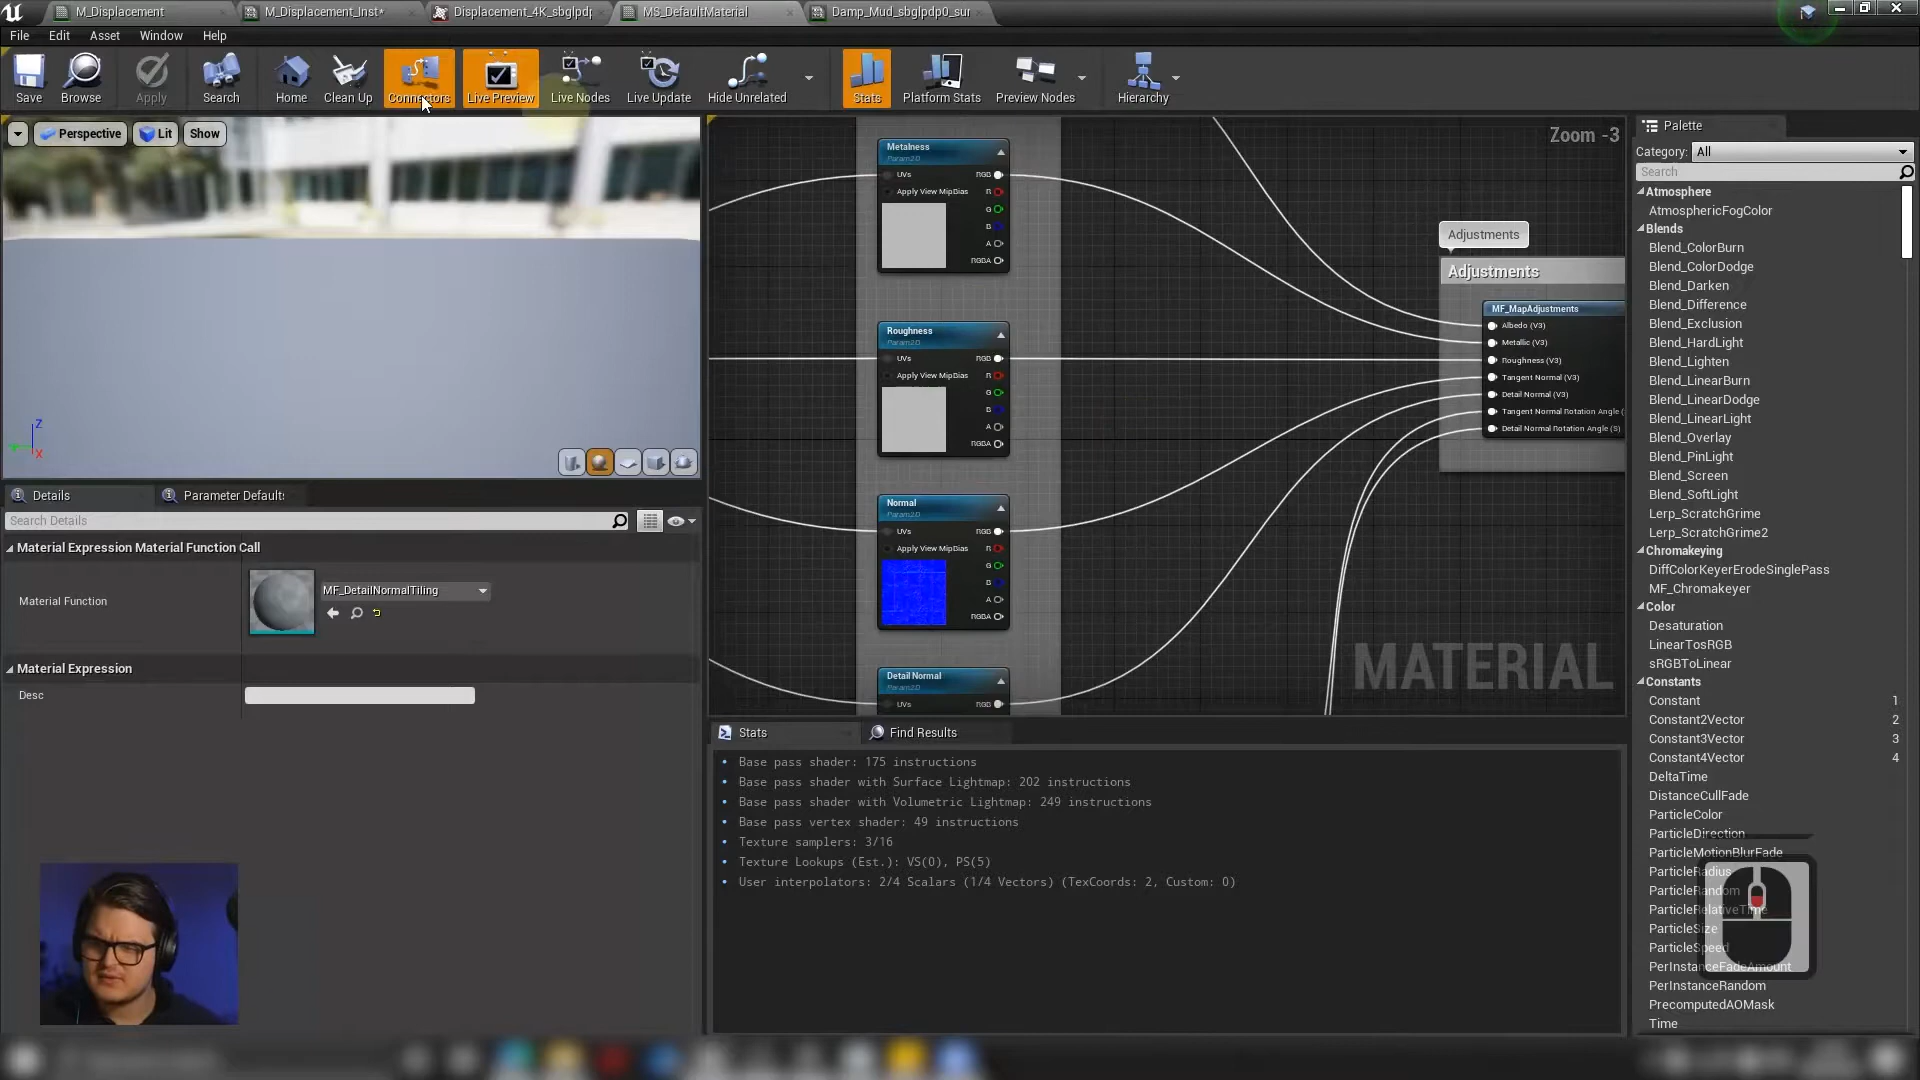 M_Displacement
M_Displacement_Inst*
Displacement_4K_sbglpdp
MS_DefaultMaterial
Damp_Mud_sbglpdp0_sur
File Edit Asset Window Help
Save
Browse
Apply
Search
Home
Clean Up
Connectors
Live Preview
Live Nodes
Live Update
Hide Unrelated
Stats
Platform Stats
Preview Nodes
Hierarchy
Perspective
Lit
Show
Z
X
Details
Parameter Defaults
Search Details
Material Expression Material Function Call
Material Function
MF_DetailNormalTiling
Material Expression
Desc
Zoom -3
Metalness
Param2D
UVs RGB
Apply View MipBias R
G
B
A
RGBA
Roughness
Param2D
UVs RGB
Apply View MipBias R
G
B
A
RGBA
Normal
Param2D
UVs RGB
Apply View MipBias R
G
B
A
RGBA
Detail Normal
Param2D
UVs RGB
Adjustments
Adjustments
MF_MapAdjustments
Albedo (V3)
Metallic (V3)
Roughness (V3)
Tangent Normal (V3)
Detail Normal (V3)
Tangent Normal Rotation Angle (
Detail Normal Rotation Angle (S)
MATERIAL
Stats
Find Results
Base pass shader: 175 instructions
Base pass shader with Surface Lightmap: 202 instructions
Base pass shader with Volumetric Lightmap: 249 instructions
Base pass vertex shader: 49 instructions
Texture samplers: 3/16
Texture Lookups (Est.): VS(0), PS(5)
User interpolators: 2/4 Scalars (1/4 Vectors) (TexCoords: 2, Custom: 0)
Palette
Category: All
Search
Atmosphere
AtmosphericFogColor
Blends
Blend_ColorBurn
Blend_ColorDodge
Blend_Darken
Blend_Difference
Blend_Exclusion
Blend_HardLight
Blend_Lighten
Blend_LinearBurn
Blend_LinearDodge
Blend_LinearLight
Blend_Overlay
Blend_PinLight
Blend_Screen
Blend_SoftLight
Lerp_ScratchGrime
Lerp_ScratchGrime2
Chromakeying
DiffColorKeyerErodeSinglePass
MF_Chromakeyer
Color
Desaturation
LinearTosRGB
sRGBToLinear
Constants
Constant 1
Constant2Vector 2
Constant3Vector 3
Constant4Vector 4
DeltaTime
DistanceCullFade
ParticleColor
ParticleDirection
ParticleMotionBlurFade
ParticleRadius
ParticleRandom
ParticleRelativeTime
ParticleSize
ParticleSpeed
PerInstanceFadeAmount
PerInstanceRandom
PrecomputedAOMask
Time